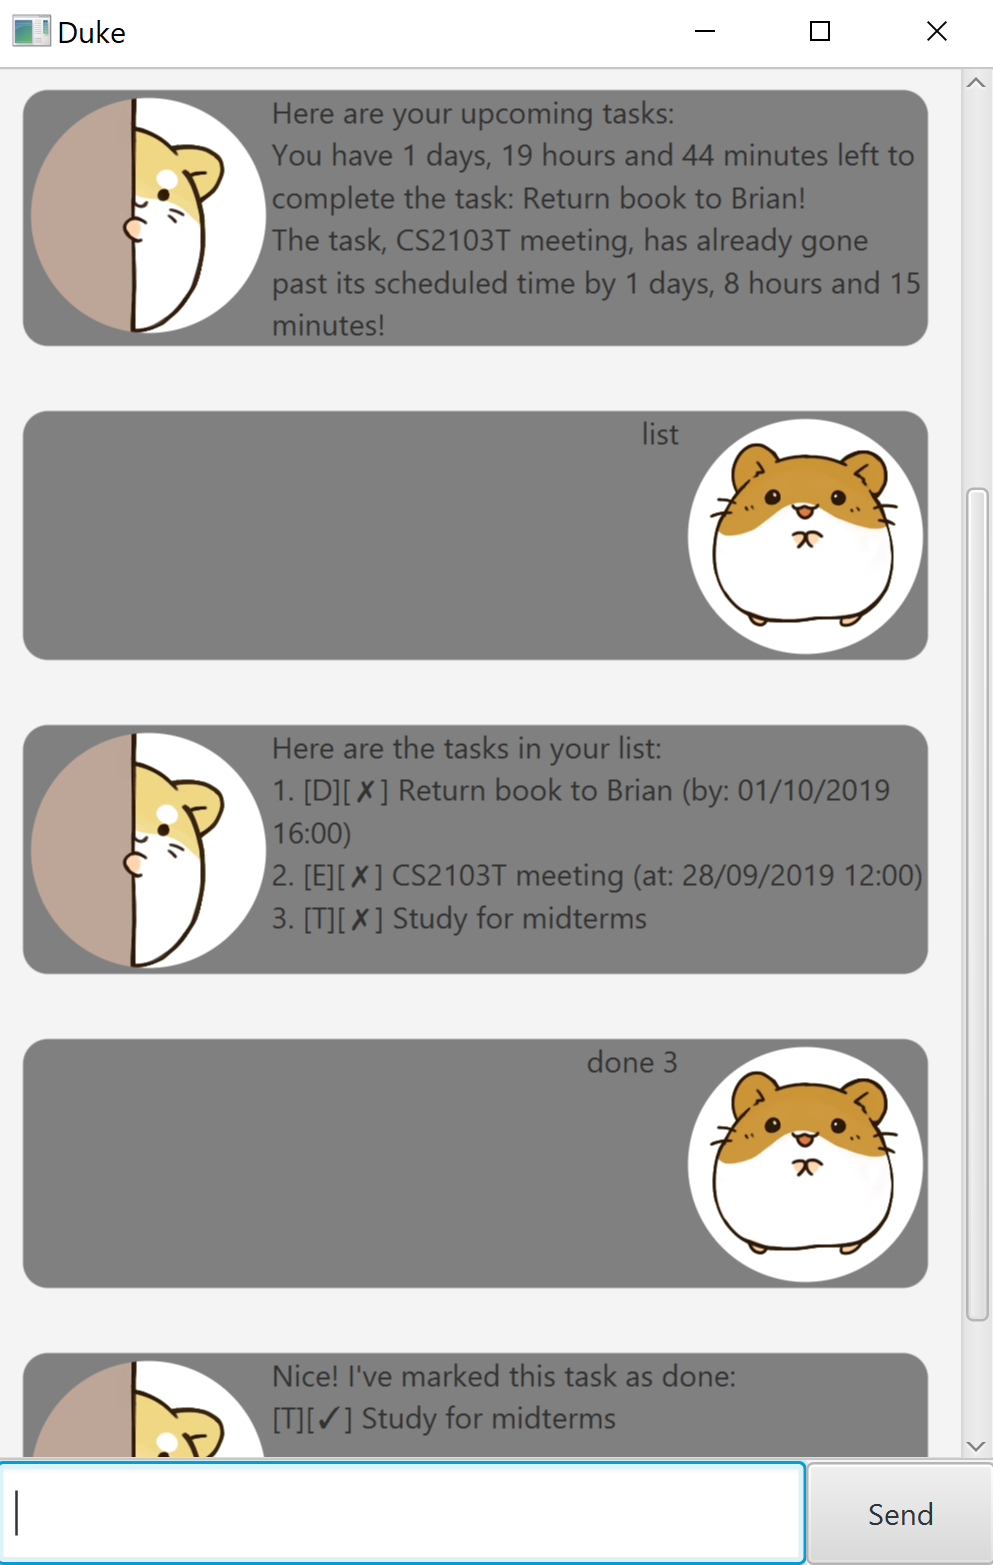 Duke
Here are your upcoming tasks:
You have 1 days, 19 hours and 44 minutes left to
complete the task: Return book to Brian!
The task, CS2103T meeting, has already gone
past its scheduled time by 1 days, 8 hours and 15
minutes!
list
Here are the tasks in your list:
1. [D][✗] Return book to Brian (by: 01/10/2019
16:00)
2. [E][✗] CS2103T meeting (at: 28/09/2019 12:00)
3. [T][✗] Study for midterms
done 3
Nice! I've marked this task as done:
[T][✓] Study for midterms
Send